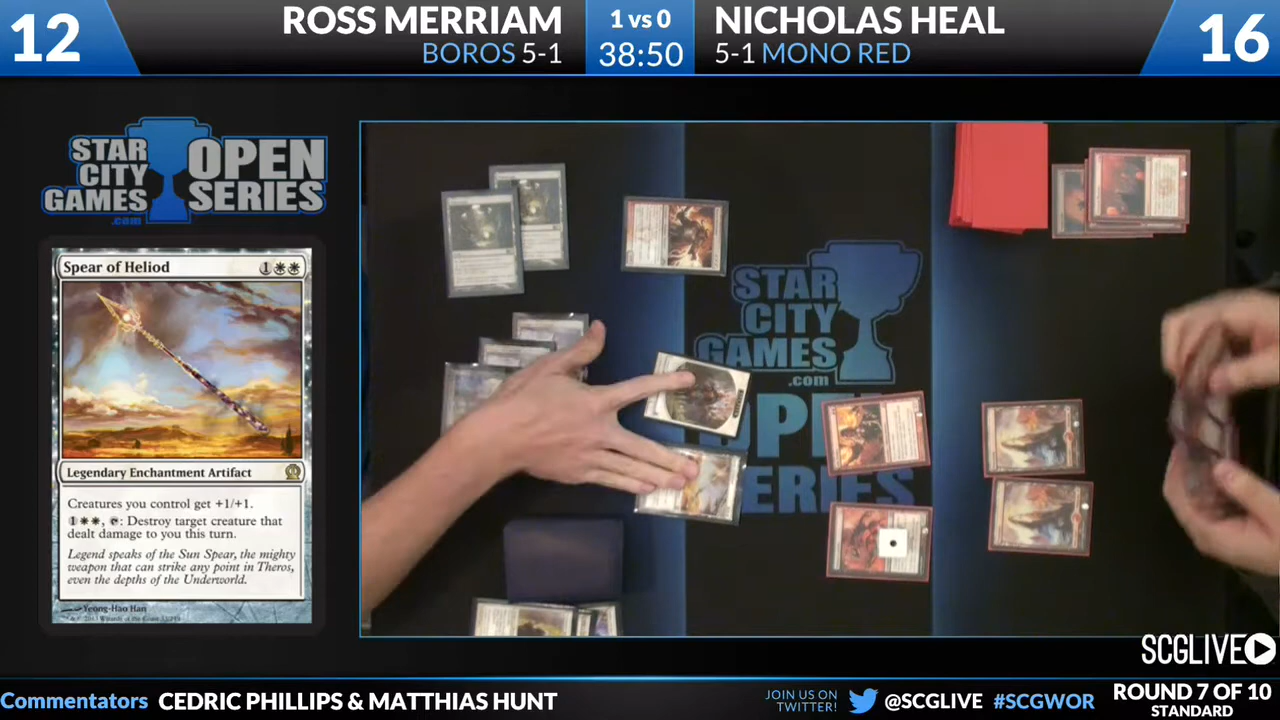 12
ROSS MERRIAM
BOROS 5-1
1 vs 0
38:50
NICHOLAS HEAL
5-1 MONO RED
16
STAR
CITY
GAMES
.com
OPEN
SERIES
Spear of Heliod
1
Legendary Enchantment Artifact
Creatures you control get +1/+1.
1 , : Destroy target creature that
dealt damage to you this turn.
Legend speaks of the Sun Spear, the mighty
weapon that can strike any point in Theros,
even the depths of the Underworld.
Yeong-Hao Han
STAR
CITY
GAMES
.com
SCGLIVE
Commentators CEDRIC PHILLIPS & MATTHIAS HUNT
JOIN US ON
TWITTER!
@SCGLIVE #SCGWOR
ROUND 7 OF 10
STANDARD